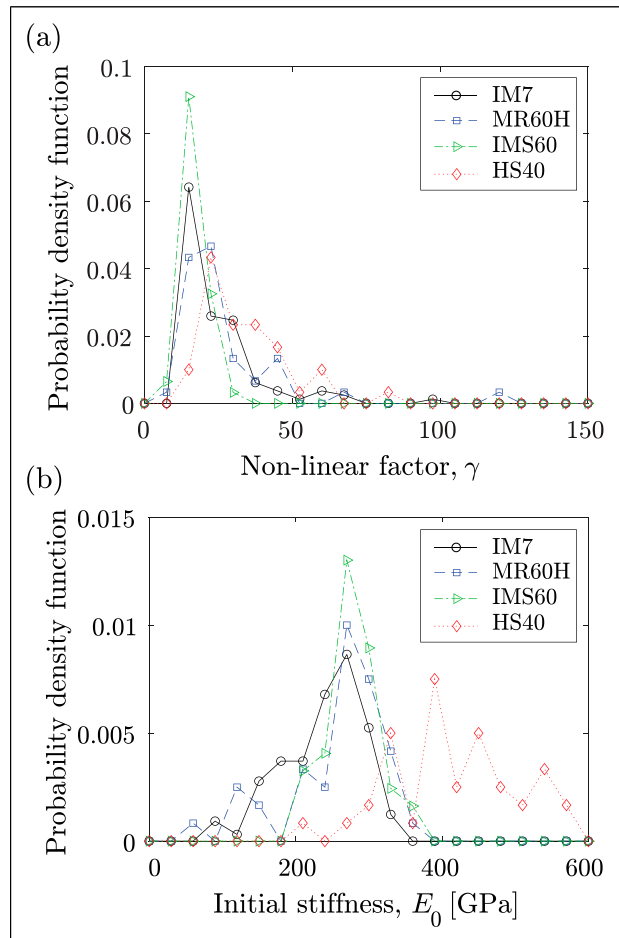 (a)
Probability density function
0.1
0.08
0.06
0.04
0.02
0
IM7
MR60H
IMS60
HS40
0 50 100 150
Non-linear factor, γ
(b)
Probability density function
0.015
0.01
0.005
0
IM7
MR60H
IMS60
HS40
0 200 400 600
Initial stiffness, E₀ [GPa]